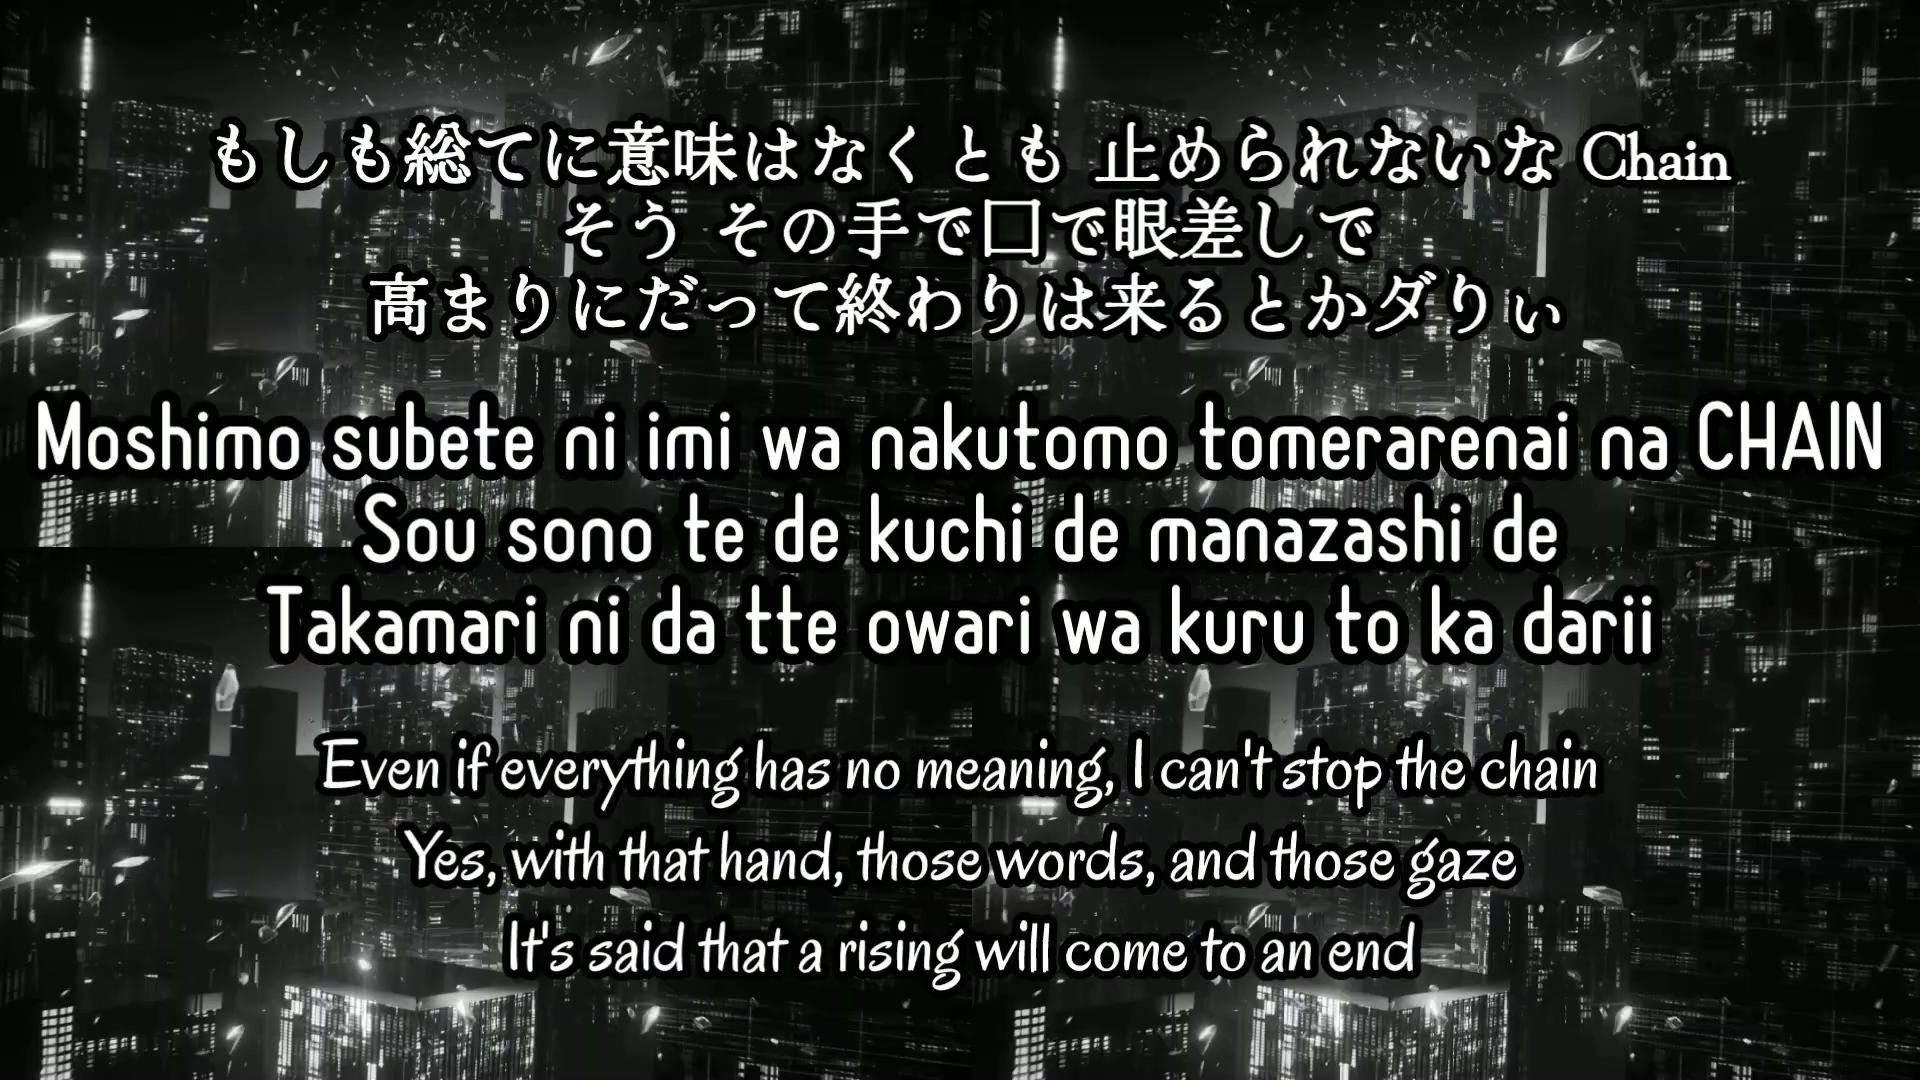 もしも総てに意味はなくとも 止められないな Chain
そう その手で口で眼差しで
高まりにだって終わりは来るとかダりぃ
Moshimo subete ni imi wa nakutomo tomerarenai na CHAIN
Sou sono te de kuchi de manazashi de
Takamari ni da tte owari wa kuru to ka darii
Even if everything has no meaning, I can't stop the chain
Yes, with that hand, those words, and those gaze
It's said that a rising will come to an end